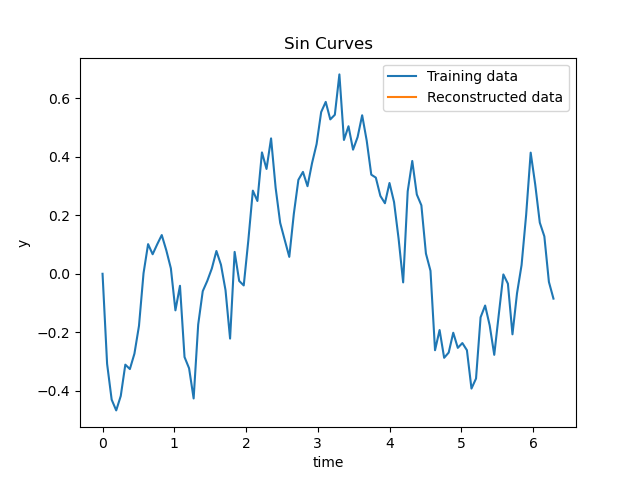 Sin Curves
Training data
Reconstructed data
y
0.6
0.4
0.2
0.0
−0.2
−0.4
0 1 2 3 4 5 6
time